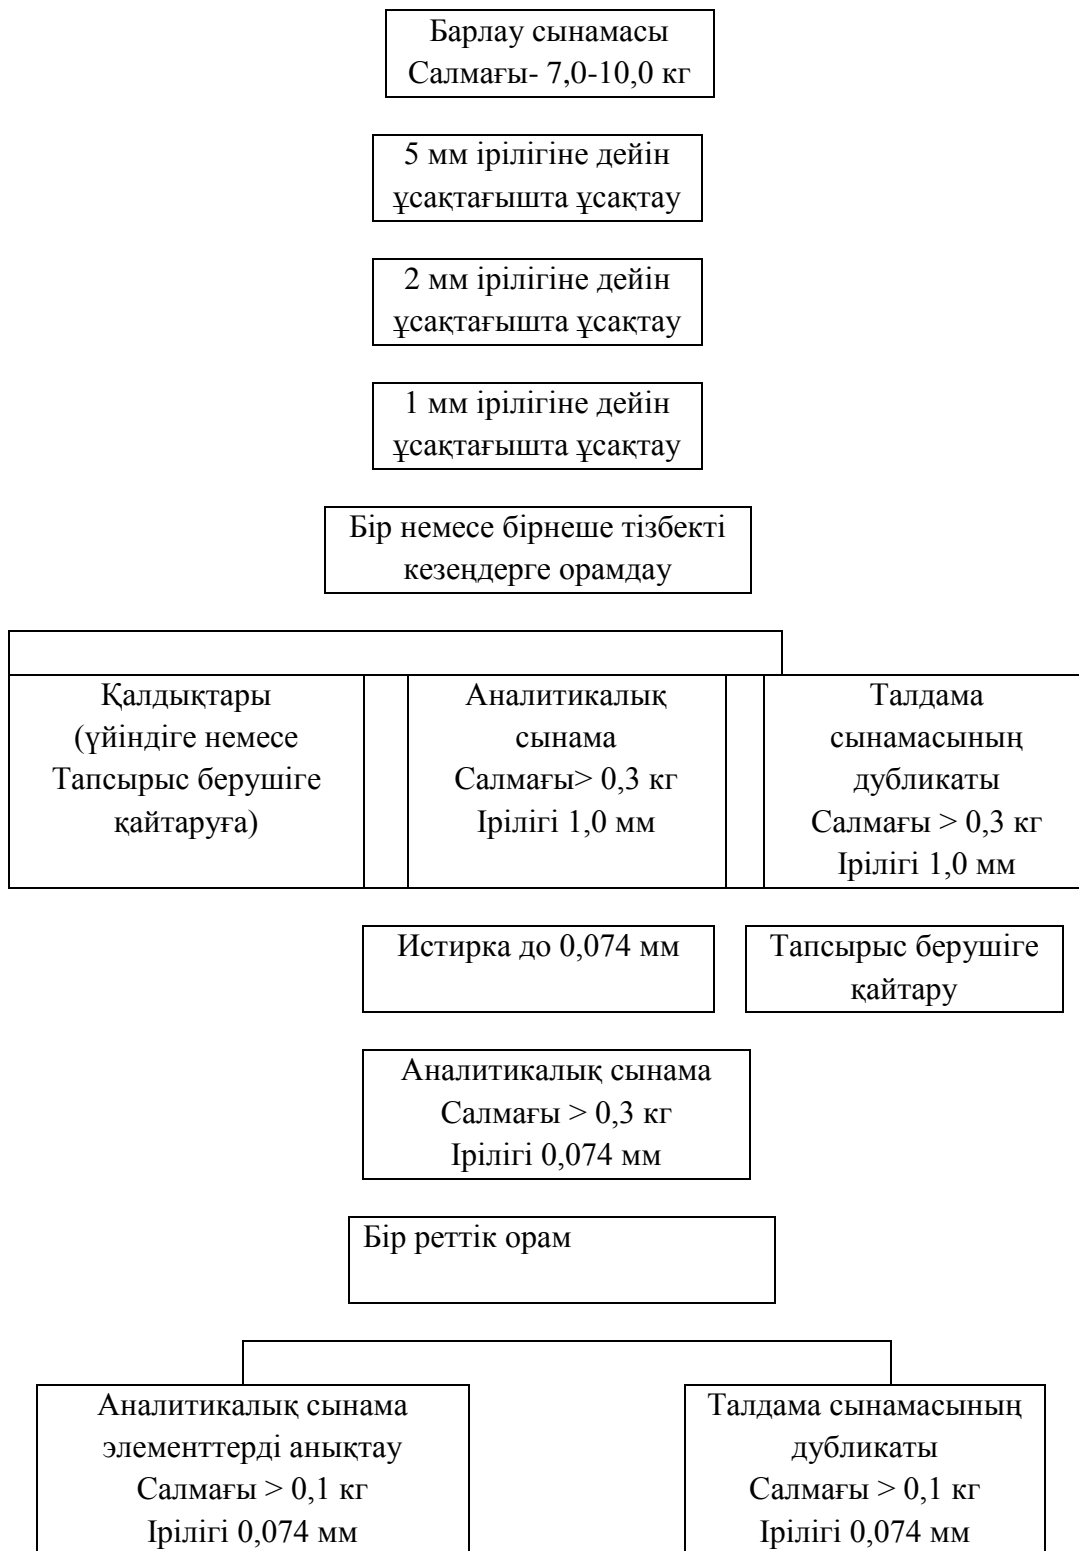 Барлау сынамасы
Салмағы- 7,0-10,0 кг
5 мм ірілігіне дейін
ұсақтағышта ұсақтау
2 мм ірілігіне дейін
ұсақтағышта ұсақтау
1 мм ірілігіне дейін
ұсақтағышта ұсақтау
Бір немесе бірнеше тізбекті
кезеңдерге орамдау
Қалдықтары
(үйіндіге немесе
Тапсырыс берушіге
қайтаруға)
Аналитикалық
сынама
Салмағы> 0,3 кг
Ірілігі 1,0 мм
Талдама
сынамасының
дубликаты
Салмағы > 0,3 кг
Ірілігі 1,0 мм
Истирка до 0,074 мм
Тапсырыс берушіге
қайтару
Аналитикалық сынама
Салмағы > 0,3 кг
Ірілігі 0,074 мм
Бір реттік орам
Аналитикалық сынама
элементтерді анықтау
Салмағы > 0,1 кг
Ірілігі 0,074 мм
Талдама сынамасының
дубликаты
Салмағы > 0,1 кг
Ірілігі 0,074 мм